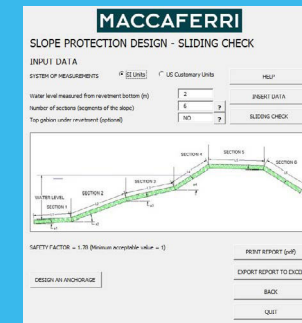 MACCAFERRI
SLOPE PROTECTION DESIGN - SLIDING CHECK
INPUT DATA
SYSTEM OF MEASUREMENTS SI Units US Customary Units HELP
Water level measured from revetment bottom (m) 2 INSERT DATA
Number of sections (segments of the slope) 6 ?
Top gabion under revetment (optional) NO ? SLIDING CHECK
SECTION 4 SECTION 5
SECTION 3 SECTION 6
WATER LEVEL SECTION 2
SECTION 1
SAFETY FACTOR = 1.78 (Minimum acceptable value = 1) PRINT REPORT (pdf)
EXPORT REPORT TO EXCEL
DESIGN AN ANCHORAGE
BACK
QUIT